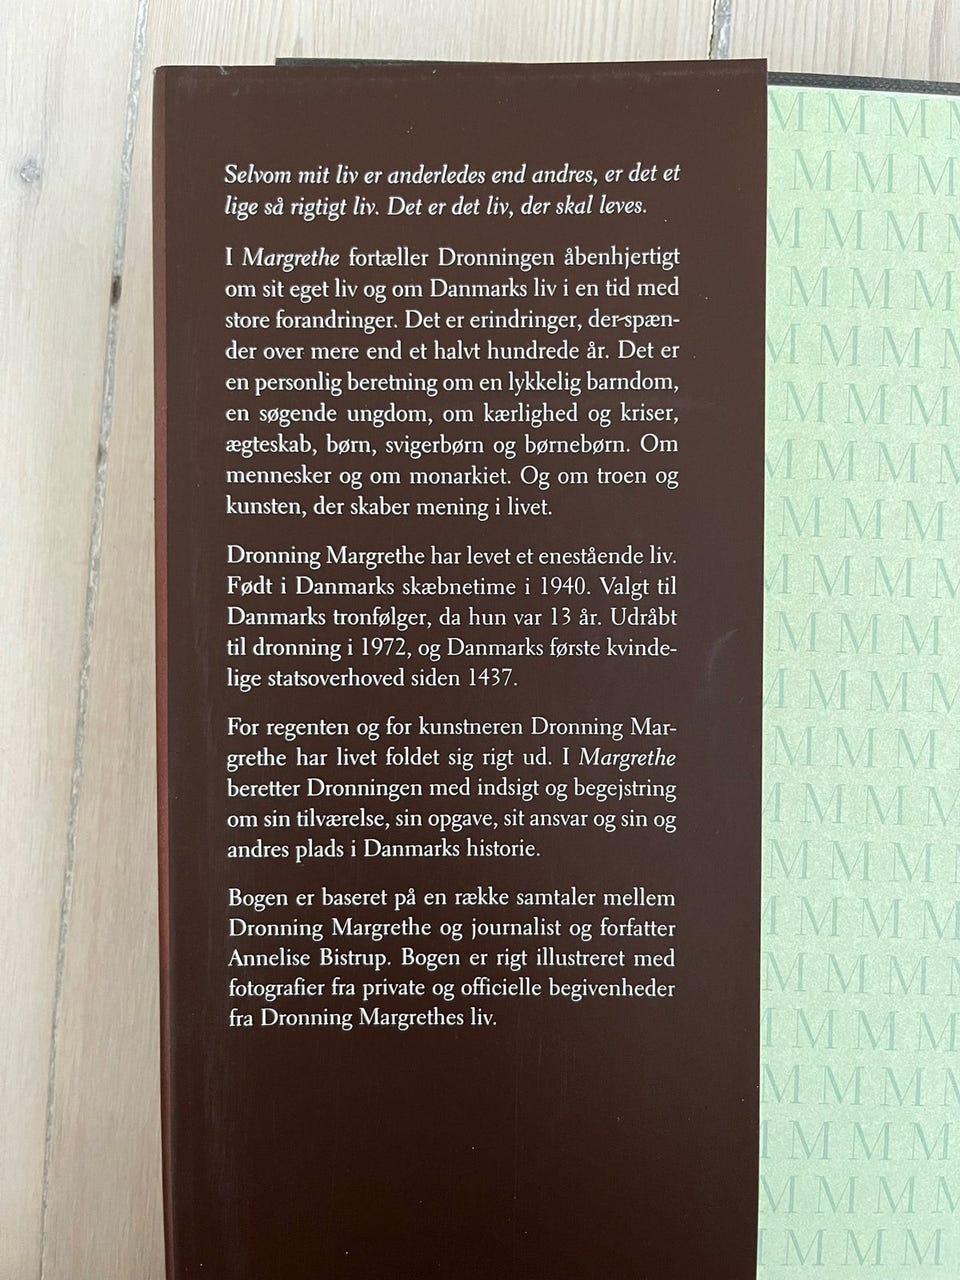 Selvom mit liv er anderledes end andres, er det et
lige så rigtigt liv. Det er det liv, der skal leves.
I Margrethe fortæller Dronningen åbenhjertigt
om sit eget liv og om Danmarks liv i en tid med
store forandringer. Det er erindringer, der spæn-
der over mere end et halvt hundrede år. Det er
en personlig beretning om en lykkelig barndom,
en søgende ungdom, om kærlighed og kriser,
ægteskab, børn, svigerbørn og børnebørn. Om
mennesker og om monarkiet. Og om troen og
kunsten, der skaber mening i livet.
Dronning Margrethe har levet et enestående liv.
Født i Danmarks skæbnetime i 1940. Valgt til
Danmarks tronfølger, da hun var 13 år. Udråbt
til dronning i 1972, og Danmarks første kvinde-
lige statsoverhoved siden 1437.
For regenten og for kunstneren Dronning Mar-
grethe har livet foldet sig rigt ud. I Margrethe
beretter Dronningen med indsigt og begejstring
om sin tilværelse, sin opgave, sit ansvar og sin og
andres plads i Danmarks historie.
Bogen er baseret på en række samtaler mellem
Dronning Margrethe og journalist og forfatter
Annelise Bistrup. Bogen er rigt illustreret med
fotografier fra private og officielle begivenheder
fra Dronning Margrethes liv.